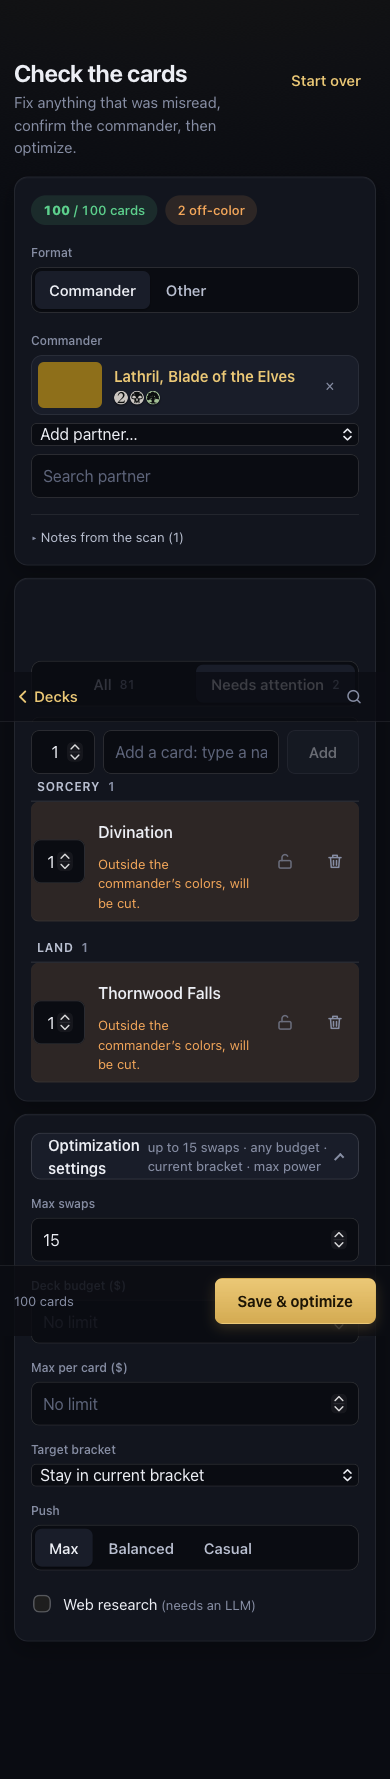 Check the cards
Start over
Fix anything that was misread,
confirm the commander, then
optimize.
100 / 100 cards
2 off-color
Format
Commander
Other
Commander
Lathril, Blade of the Elves
2
×
Add partner...
Search partner
Notes from the scan (1)
All 81
Needs attention 2
Decks
1
Add a card: type a na
Add
SORCERY 1
Divination
1
Outside the
commander’s colors, will
be cut.
LAND 1
Thornwood Falls
1
Outside the
commander’s colors, will
be cut.
Optimization
settings
up to 15 swaps · any budget ·
current bracket · max power
Max swaps
15
Deck budget ($)
100 cards
No limit
Save & optimize
Max per card ($)
No limit
Target bracket
Stay in current bracket
Push
Max
Balanced
Casual
Web research (needs an LLM)